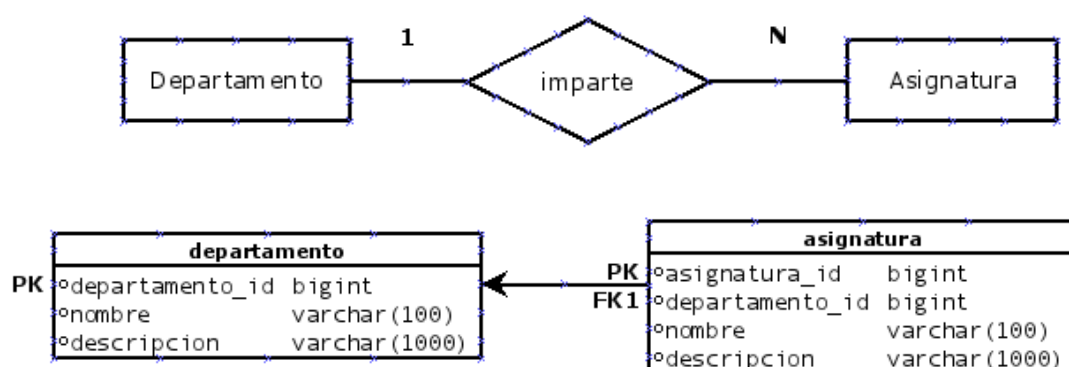 1 N
Departamento imparte Asignatura
departamento
PK departamento_id bigint
nombre varchar(100)
descripcion varchar(1000)
asignatura
PK asignatura_id bigint
FK1 departamento_id bigint
nombre varchar(100)
descripcion varchar(1000)